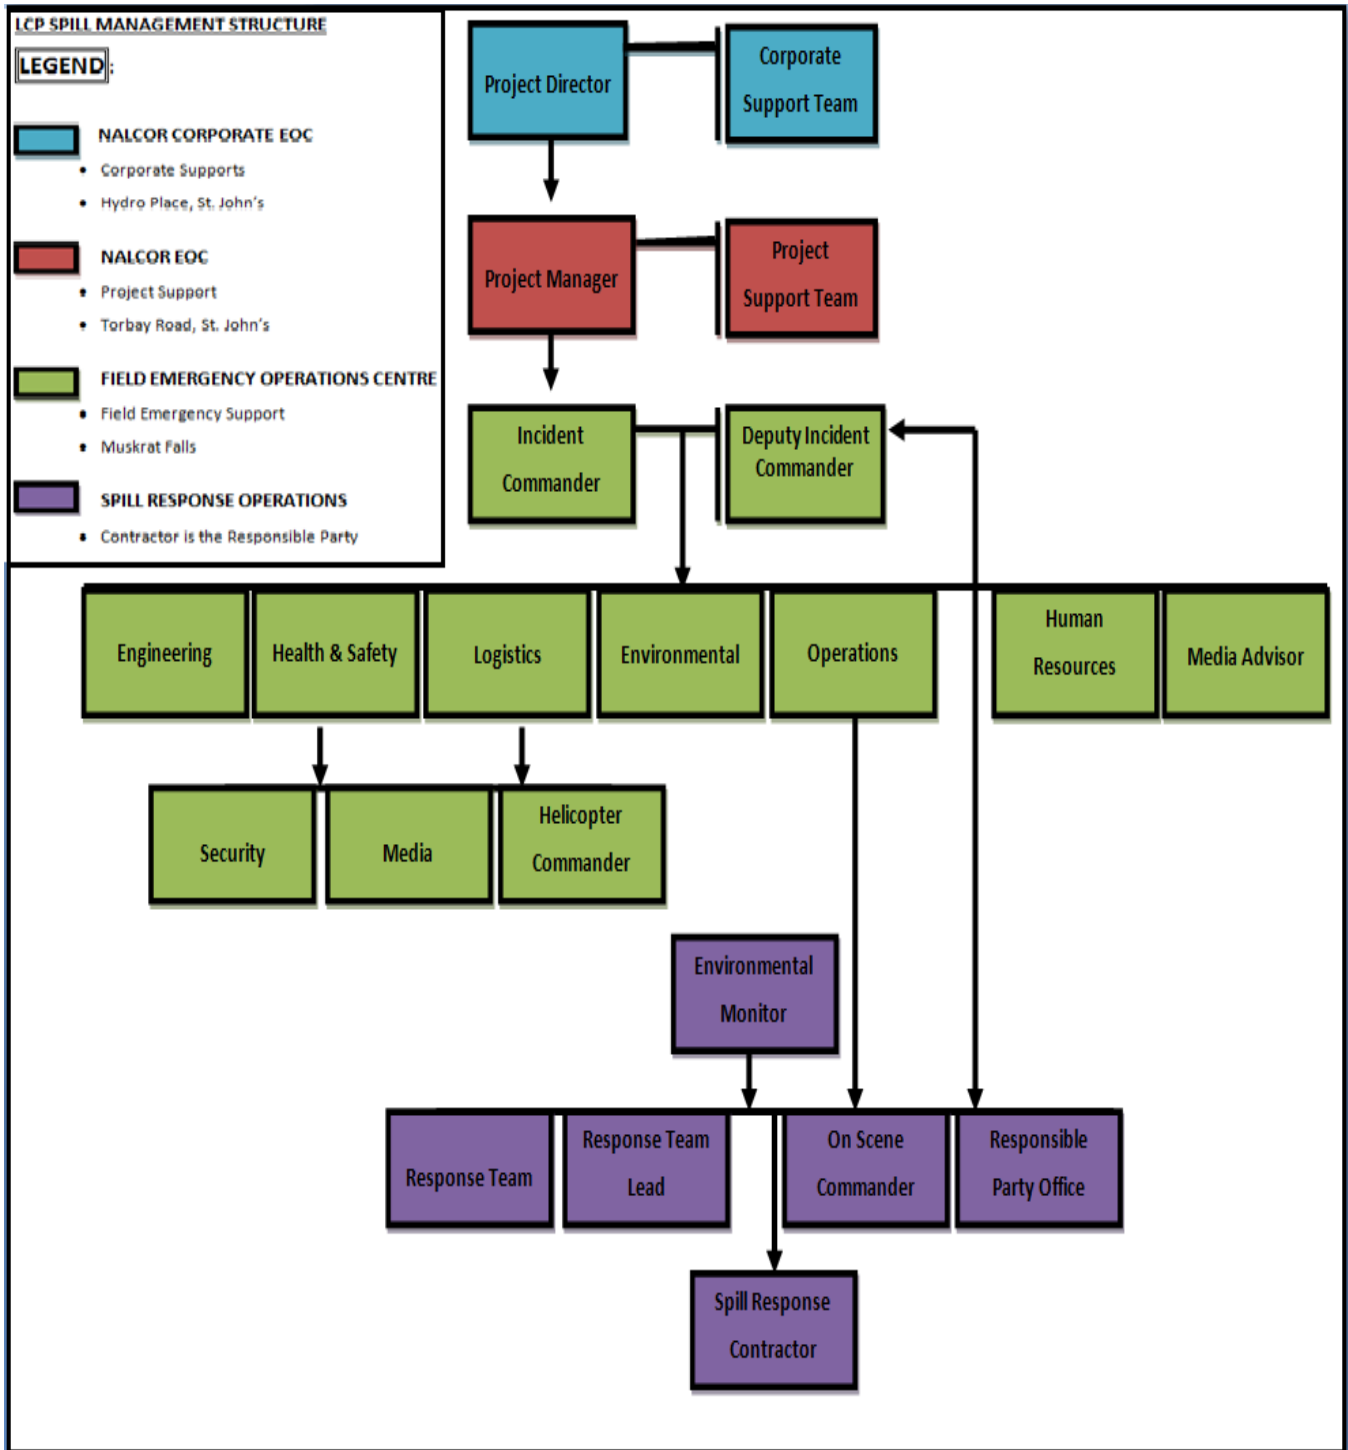 LCP SPILL MANAGEMENT STRUCTURE
LEGEND:
NALCOR CORPORATE EOC
• Corporate Supports
• Hydro Place, St. John's
NALCOR EOC
• Project Support
• Torbay Road, St. John's
FIELD EMERGENCY OPERATIONS CENTRE
• Field Emergency Support
• Muskrat Falls
SPILL RESPONSE OPERATIONS
• Contractor is the Responsible Party
Project Director
Corporate
Support Team
Project Manager
Project
Support Team
Incident
Commander
Deputy Incident
Commander
Engineering
Health & Safety
Logistics
Environmental
Operations
Human
Resources
Media Advisor
Security
Media
Helicopter
Commander
Environmental
Monitor
Response Team
Response Team
Lead
On Scene
Commander
Responsible
Party Office
Spill Response
Contractor